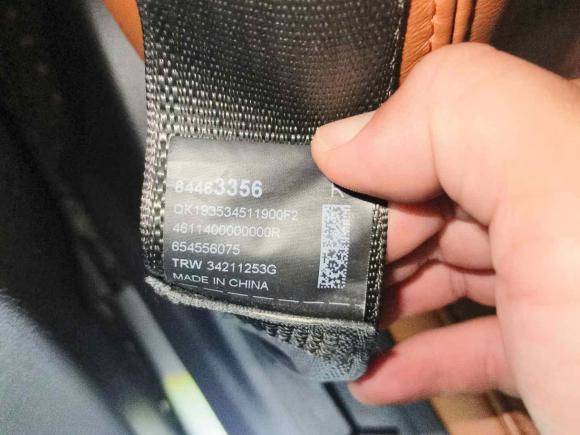 84483356
R
QK193534511900F2
4611400000000R
654556075
TRW 34211253G
MADE IN CHINA